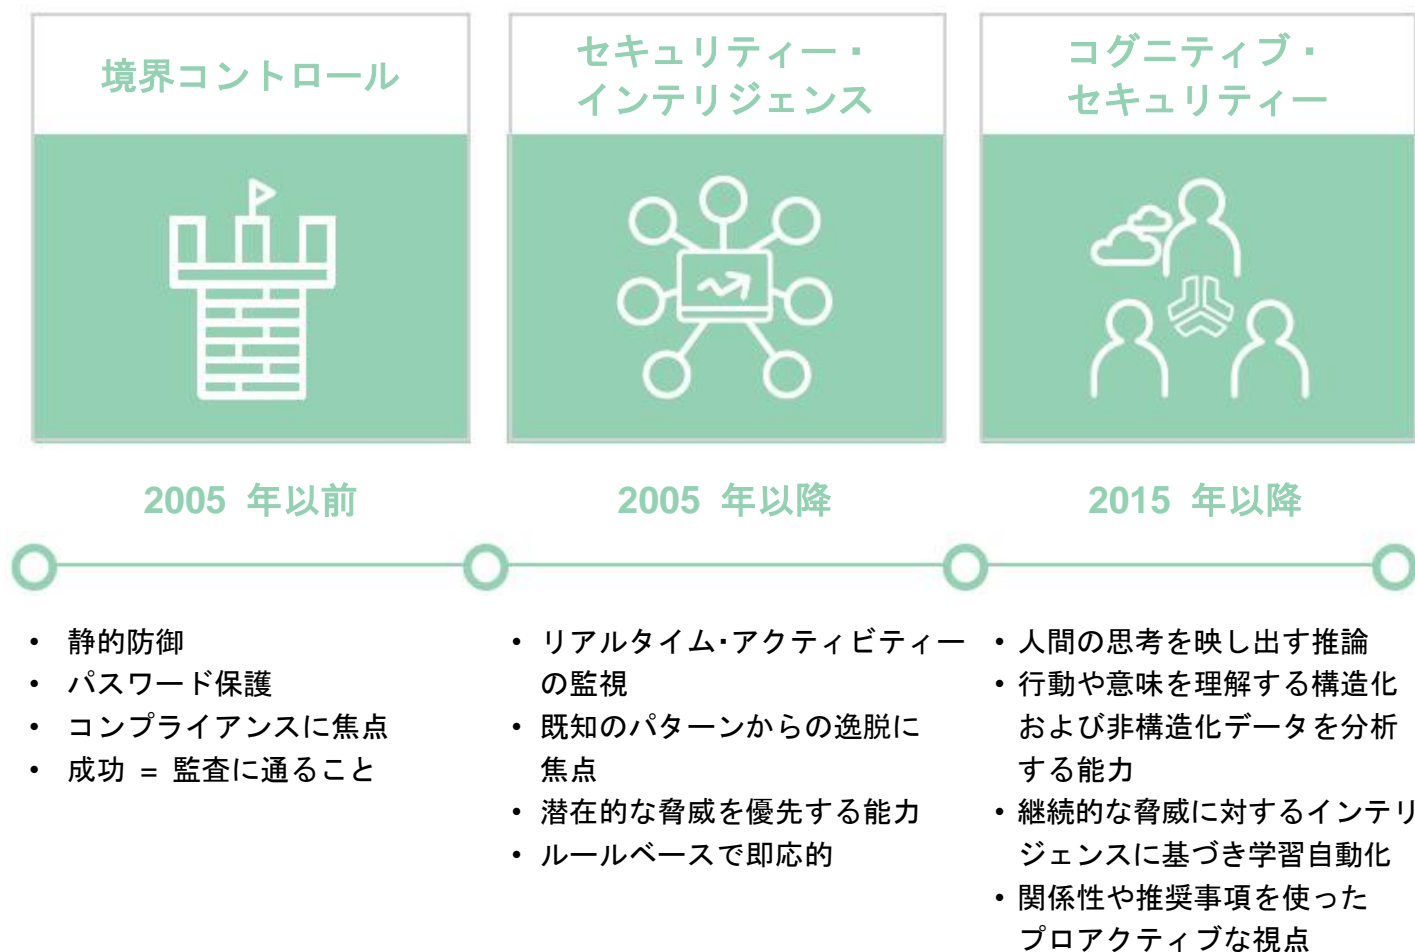 境界コントロール
セキュリティー・
インテリジェンス
コグニティブ・
セキュリティー
2005 年以前
2005 年以降
2015 年以降
• 静的防御
• パスワード保護
• コンプライアンスに焦点
• 成功 = 監査に通ること
• リアルタイム・アクティビティー
の監視
• 既知のパターンからの逸脱に
焦点
• 潜在的な脅威を優先する能力
• ルールベースで即応的
• 人間の思考を映し出す推論
• 行動や意味を理解する構造化
および非構造化データを分析
する能力
• 継続的な脅威に対するインテリ
ジェンスに基づき学習自動化
• 関係性や推奨事項を使った
プロアクティブな視点